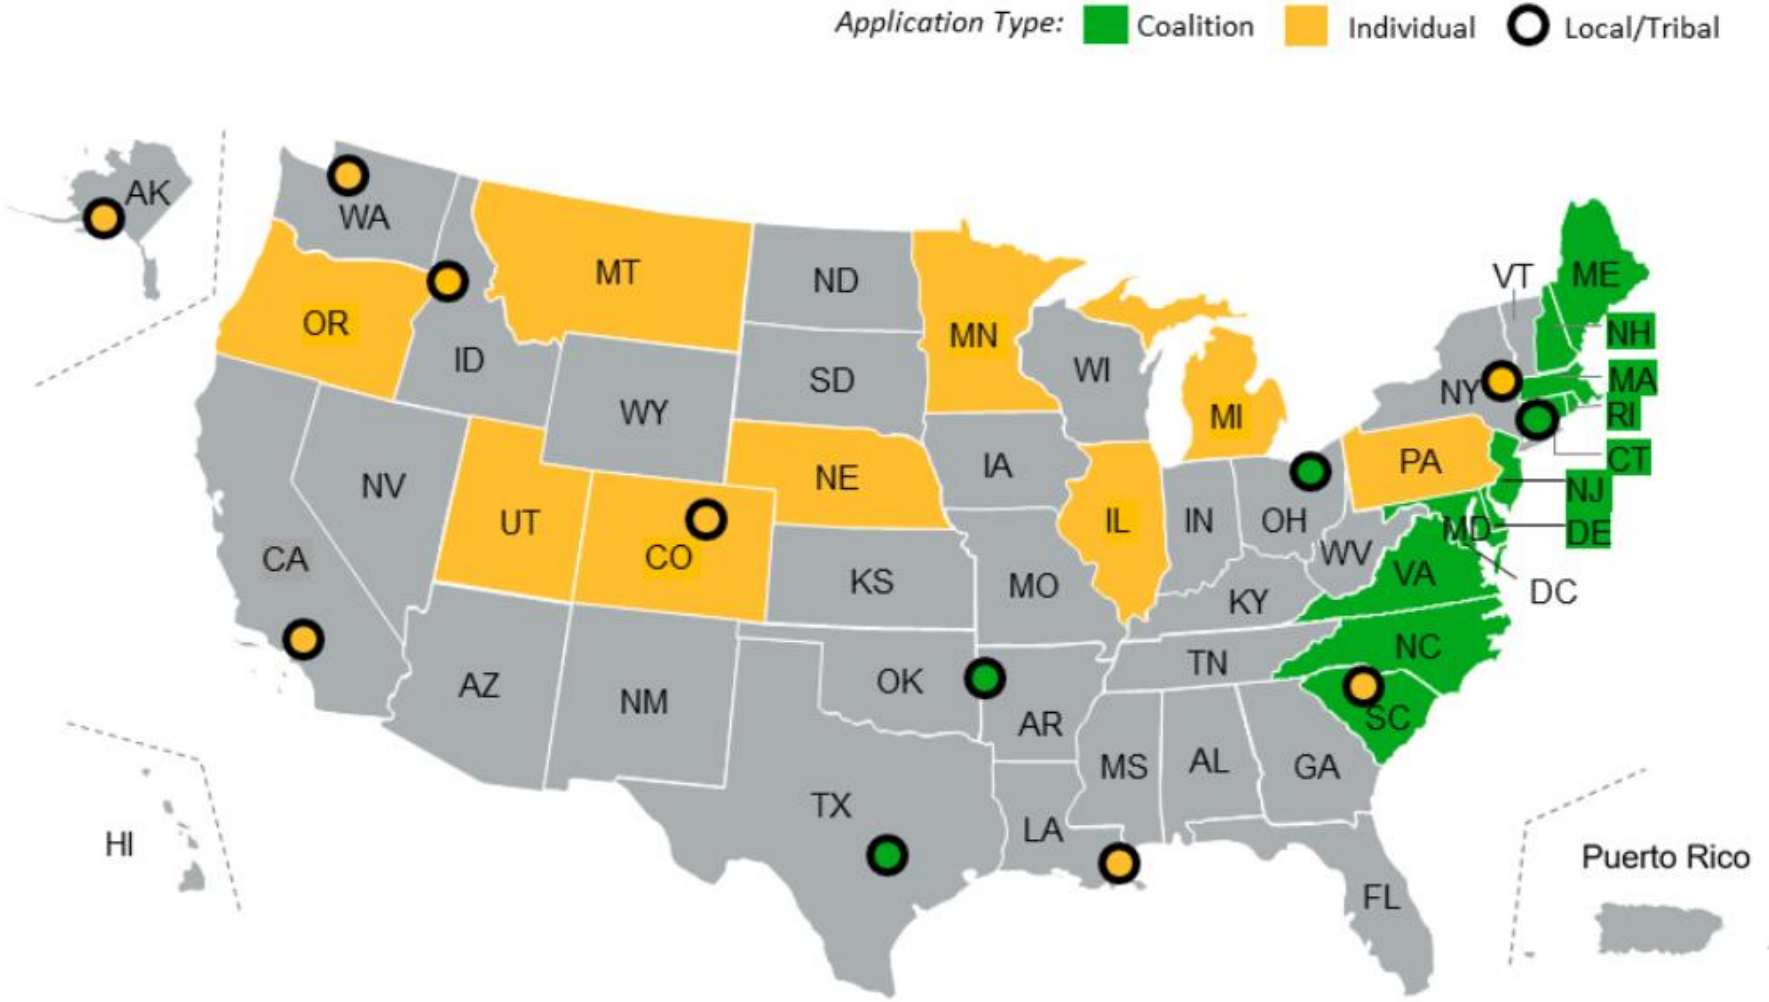 Application Type: Coalition Individual Local/Tribal
AK
WA
MT
ND
MN
VT
ME
OR
NH
ID
SD
WI
MA
WY
NY
RI
MI
CT
PA
NV
NE
IA
NJ
UT
IL
IN
OH
MD
DE
CO
WV
CA
VA
KS
MO
DC
KY
NC
TN
AZ
NM
OK
SC
AR
MS
AL
GA
TX
LA
HI
Puerto Rico
FL